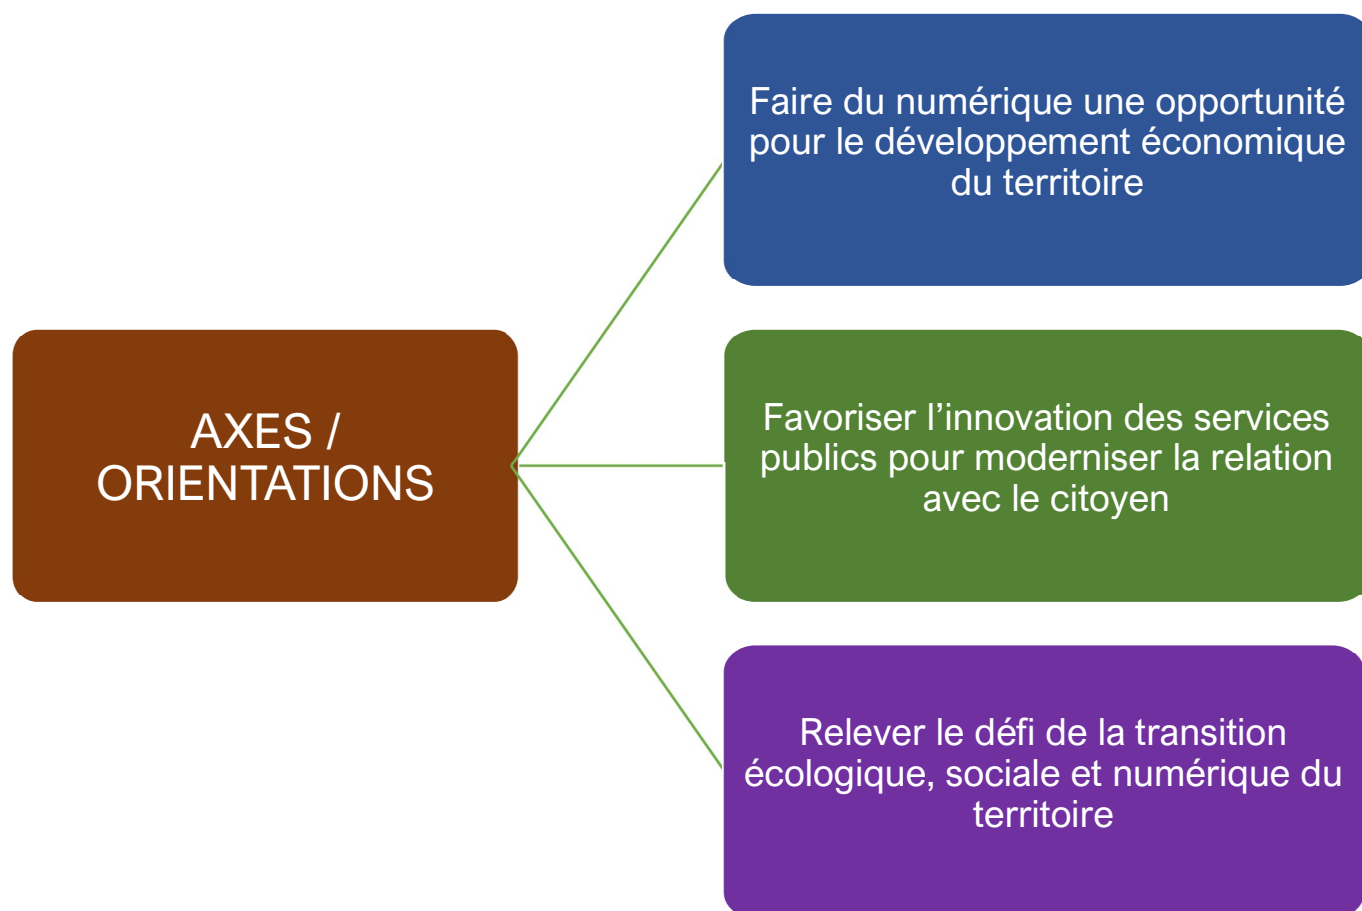 Faire du numérique une opportunité
pour le développement économique
du territoire
AXES /
ORIENTATIONS
Favoriser l’innovation des services
publics pour moderniser la relation
avec le citoyen
Relever le défi de la transition
écologique, sociale et numérique du
territoire